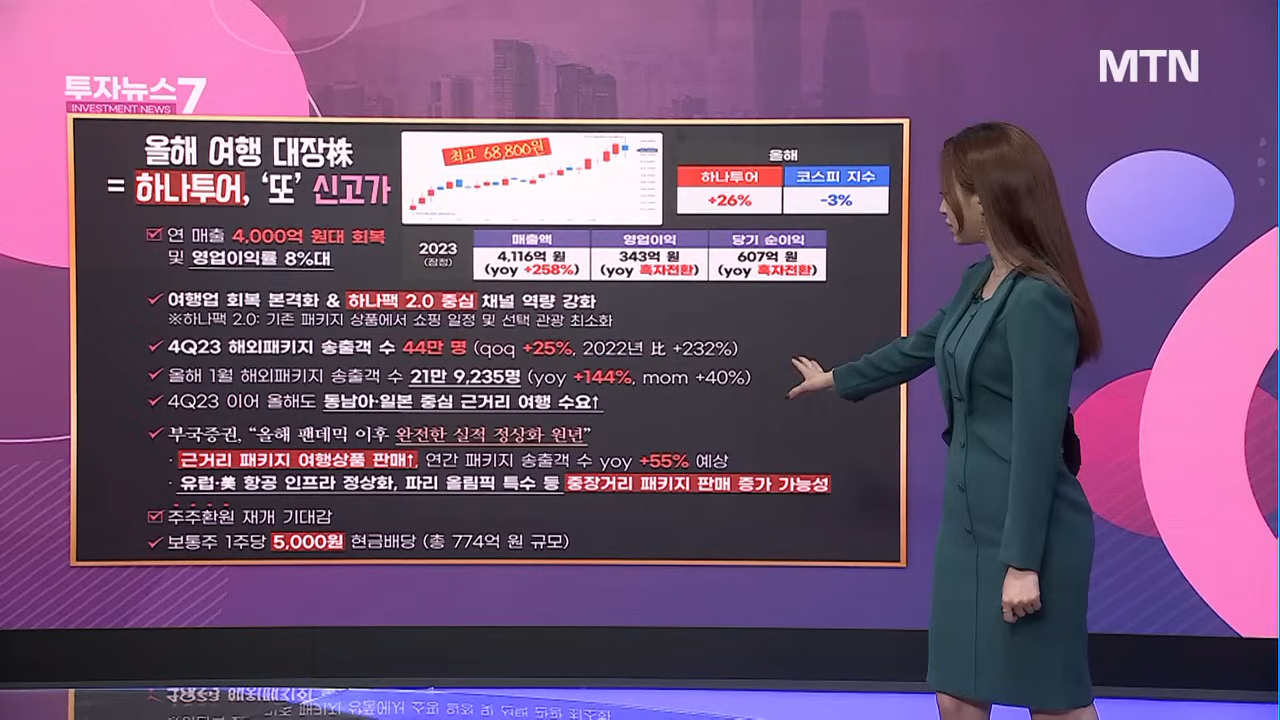 MTN
투자뉴스7
INVESTMENT NEWS
올해 여행 대장株
= 하나투어, ‘또’ 신고가
최고 68,800원
올해
하나투어 코스피 지수
+26% -3%
연 매출 4,000억 원대 회복
및 영업이익률 8%대
2023
(잠정)
매출액 영업이익 당기 순이익
4,116억 원 343억 원 607억 원
(yoy +258%) (yoy 흑자전환) (yoy 흑자전환)
여행업 회복 본격화 & 하나팩 2.0 중심 채널 역량 강화
※하나팩 2.0: 기존 패키지 상품에서 쇼핑 일정 및 선택 관광 최소화
4Q23 해외패키지 송출객 수 44만 명 (qoq +25%, 2022년 比 +232%)
올해 1월 해외패키지 송출객 수 21만 9,235명 (yoy +144%, mom +40%)
4Q23 이어 올해도 동남아·일본 중심 근거리 여행 수요↑
부국증권, “올해 팬데믹 이후 완전한 실적 정상화 원년”
· 근거리 패키지 여행상품 판매↑, 연간 패키지 송출객 수 yoy +55% 예상
· 유럽·美 항공 인프라 정상화, 파리 올림픽 특수 등 중장거리 패키지 판매 증가 가능성
주주환원 재개 기대감
보통주 1주당 5,000원 현금배당 (총 774억 원 규모)